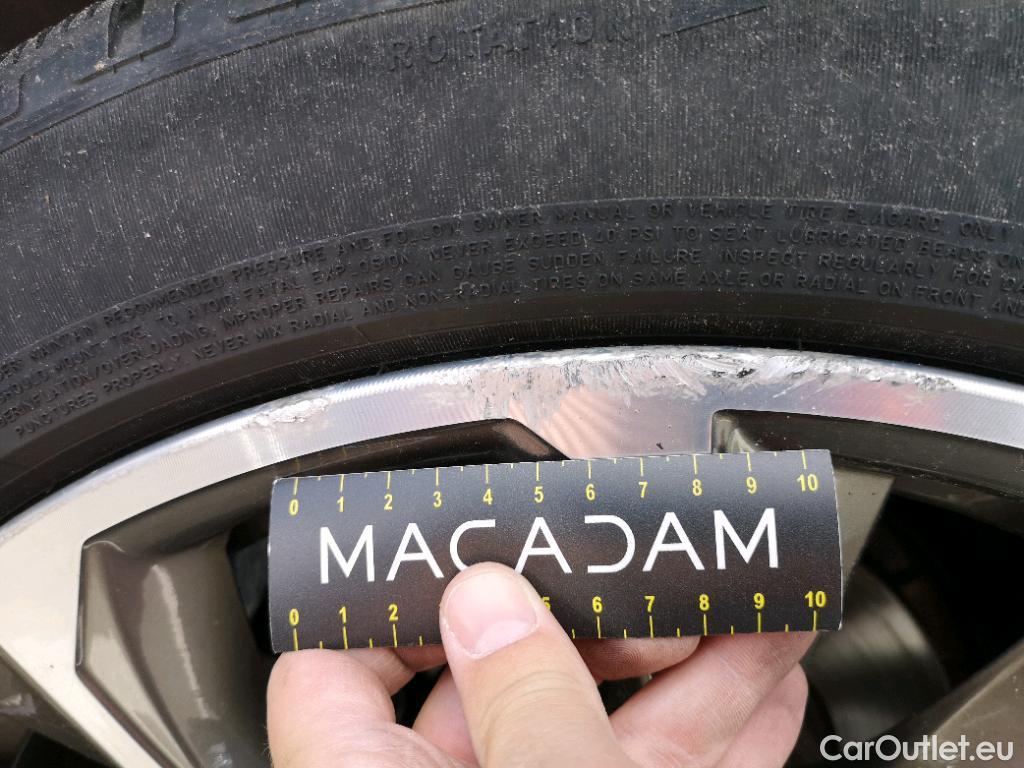 ROTATION
MAINTAIN RECOMMENDED PRESSURE AND FOLLOW OWNER MANUAL OR VEHICLE TIRE PLACARD ONLY
MOUNT TIRE. TO AVOID FATAL EXPLOSION, NEVER EXCEED 40 PSI TO SEAT LUBRICATED BEADS ON
UNDERINFLATION/OVERLOADING. IMPROPER REPAIRS CAN CAUSE SUDDEN FAILURE. INSPECT REGULARLY FOR
PUNCTURES PROPERLY. NEVER MIX RADIAL AND NON-RADIAL TIRES ON SAME AXLE OR RADIAL ON FRONT AND
0 1 2 3 4 5 6 7 8 9 10
MACADAM
0 1 2 5 6 7 8 9 10
CarOutlet.eu